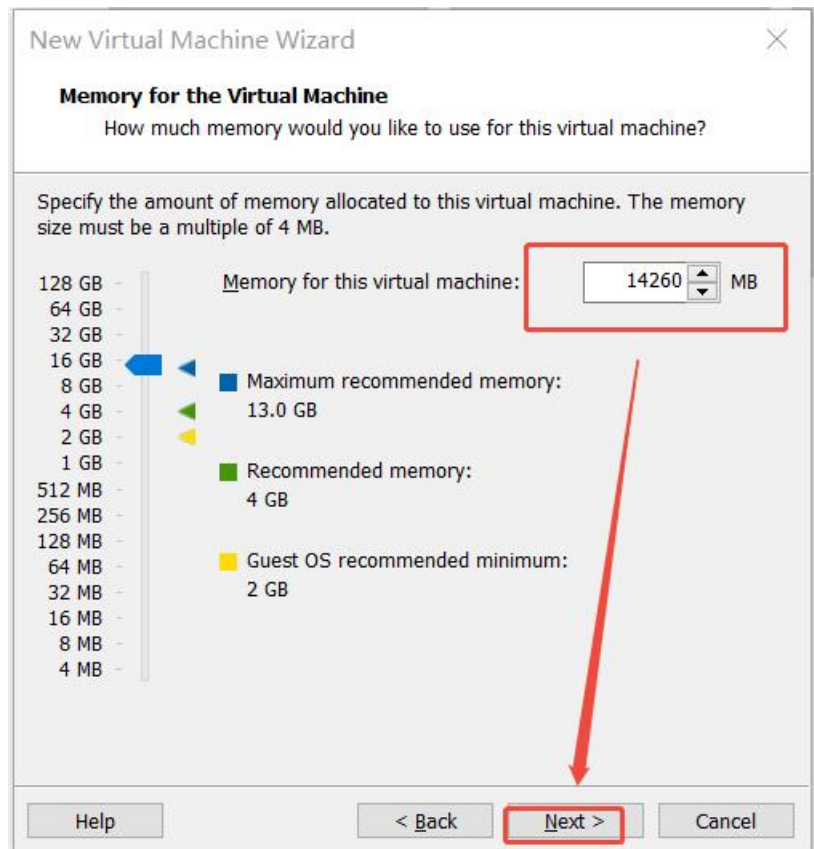 New Virtual Machine Wizard
Memory for the Virtual Machine
How much memory would you like to use for this virtual machine?
Specify the amount of memory allocated to this virtual machine. The memory
size must be a multiple of 4 MB.
Memory for this virtual machine:
14260 MB
128 GB
64 GB
32 GB
16 GB
8 GB
4 GB
2 GB
1 GB
512 MB
256 MB
128 MB
64 MB
32 MB
16 MB
8 MB
4 MB
Maximum recommended memory:
13.0 GB
Recommended memory:
4 GB
Guest OS recommended minimum:
2 GB
Help
< Back
Next >
Cancel